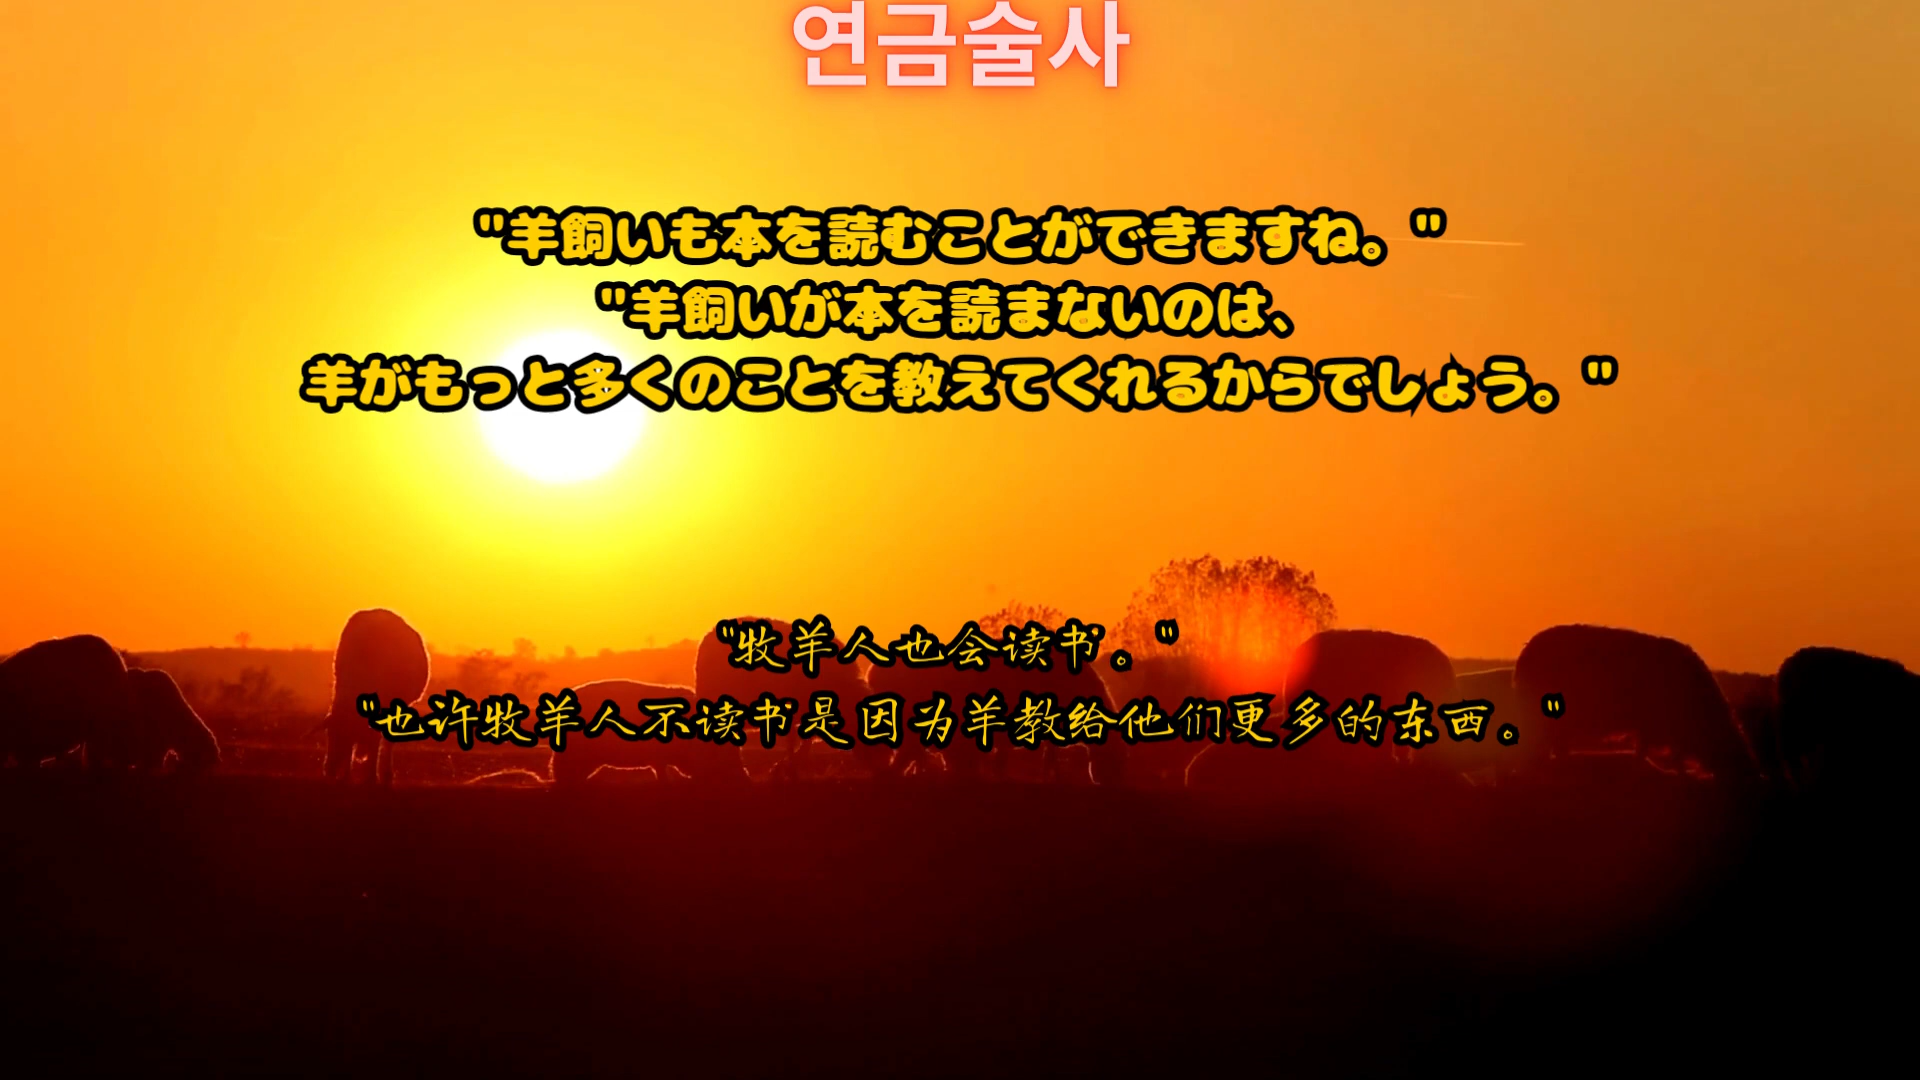 연금술사
"羊飼いも本を読むことができますね。"
"羊飼いが本を読まないのは、
羊がもっと多くのことを教えてくれるからでしょう。"
"牧羊人也会读书。"
"也许牧羊人不读书是因为羊教给他们更多的东西。"